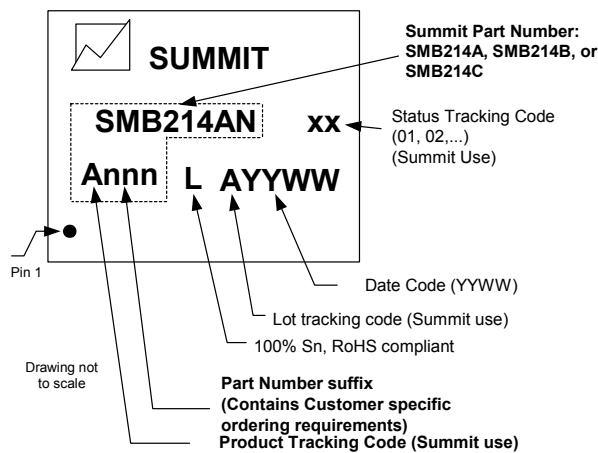 SUMMIT
Summit Part Number:
SMB214A, SMB214B, or
SMB214C
SMB214AN
xx
Status Tracking Code
(01, 02,...)
(Summit Use)
Annn L AYYWW
Pin 1
Date Code (YYWW)
Lot tracking code (Summit use)
100% Sn, RoHS compliant
Drawing not
to scale
Part Number suffix
(Contains Customer specific
ordering requirements)
Product Tracking Code (Summit use)